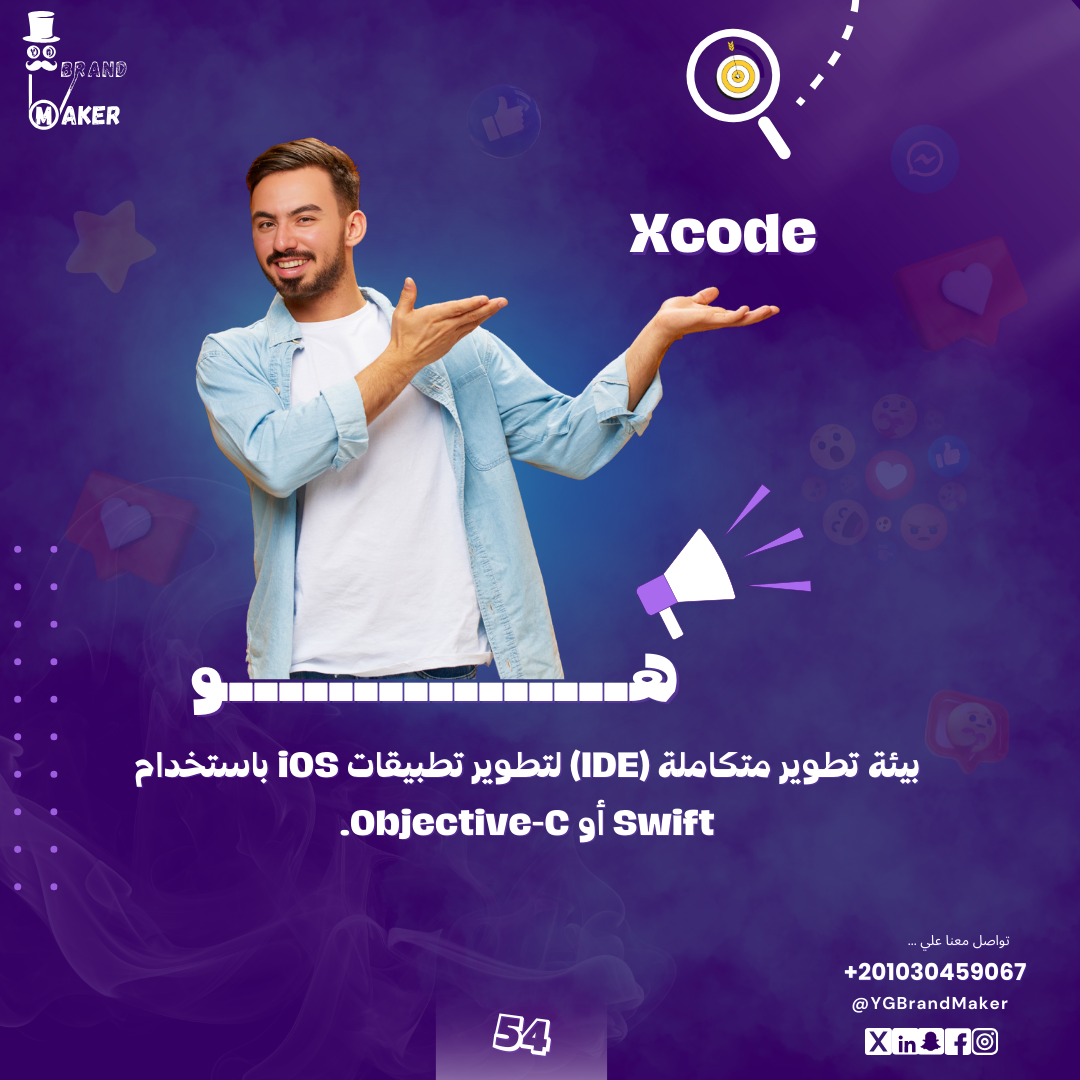 BRAND
MAKER
Xcode
هـــــــــــــــــو
بيئة تطوير متكاملة (IDE) لتطوير تطبيقات iOS باستخدام
Swift أو Objective-C.
تواصل معنا علي ...
+201030459067
@YGBrandMaker
54